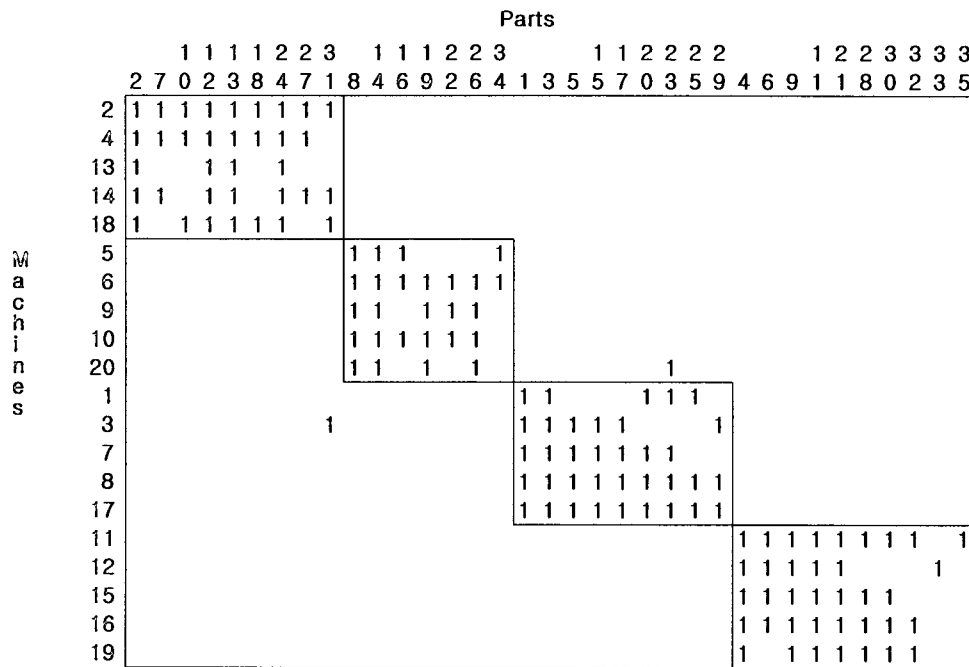 Parts
1 1 1 1 2 2 3 1 1 1 2 2 3 1 1 2 2 2 2 1 2 2 3 3 3 3
2 7 0 2 3 8 4 7 1 8 4 6 9 2 6 4 1 3 5 5 7 0 3 5 9 4 6 9 1 1 8 0 2 3 5
Machines
2 1 1 1 1 1 1 1 1 1
4 1 1 1 1 1 1 1 1
13 1 1 1 1
14 1 1 1 1 1 1 1
18 1 1 1 1 1 1 1
5 1 1 1 1
6 1 1 1 1 1 1 1
9 1 1 1 1 1
10 1 1 1 1 1 1
20 1 1 1 1 1
1 1 1 1 1 1
3 1 1 1 1 1 1 1
7 1 1 1 1 1 1 1
8 1 1 1 1 1 1 1 1 1
17 1 1 1 1 1 1 1 1 1
11 1 1 1 1 1 1 1 1 1
12 1 1 1 1 1 1
15 1 1 1 1 1 1 1
16 1 1 1 1 1 1 1 1
19 1 1 1 1 1 1 1